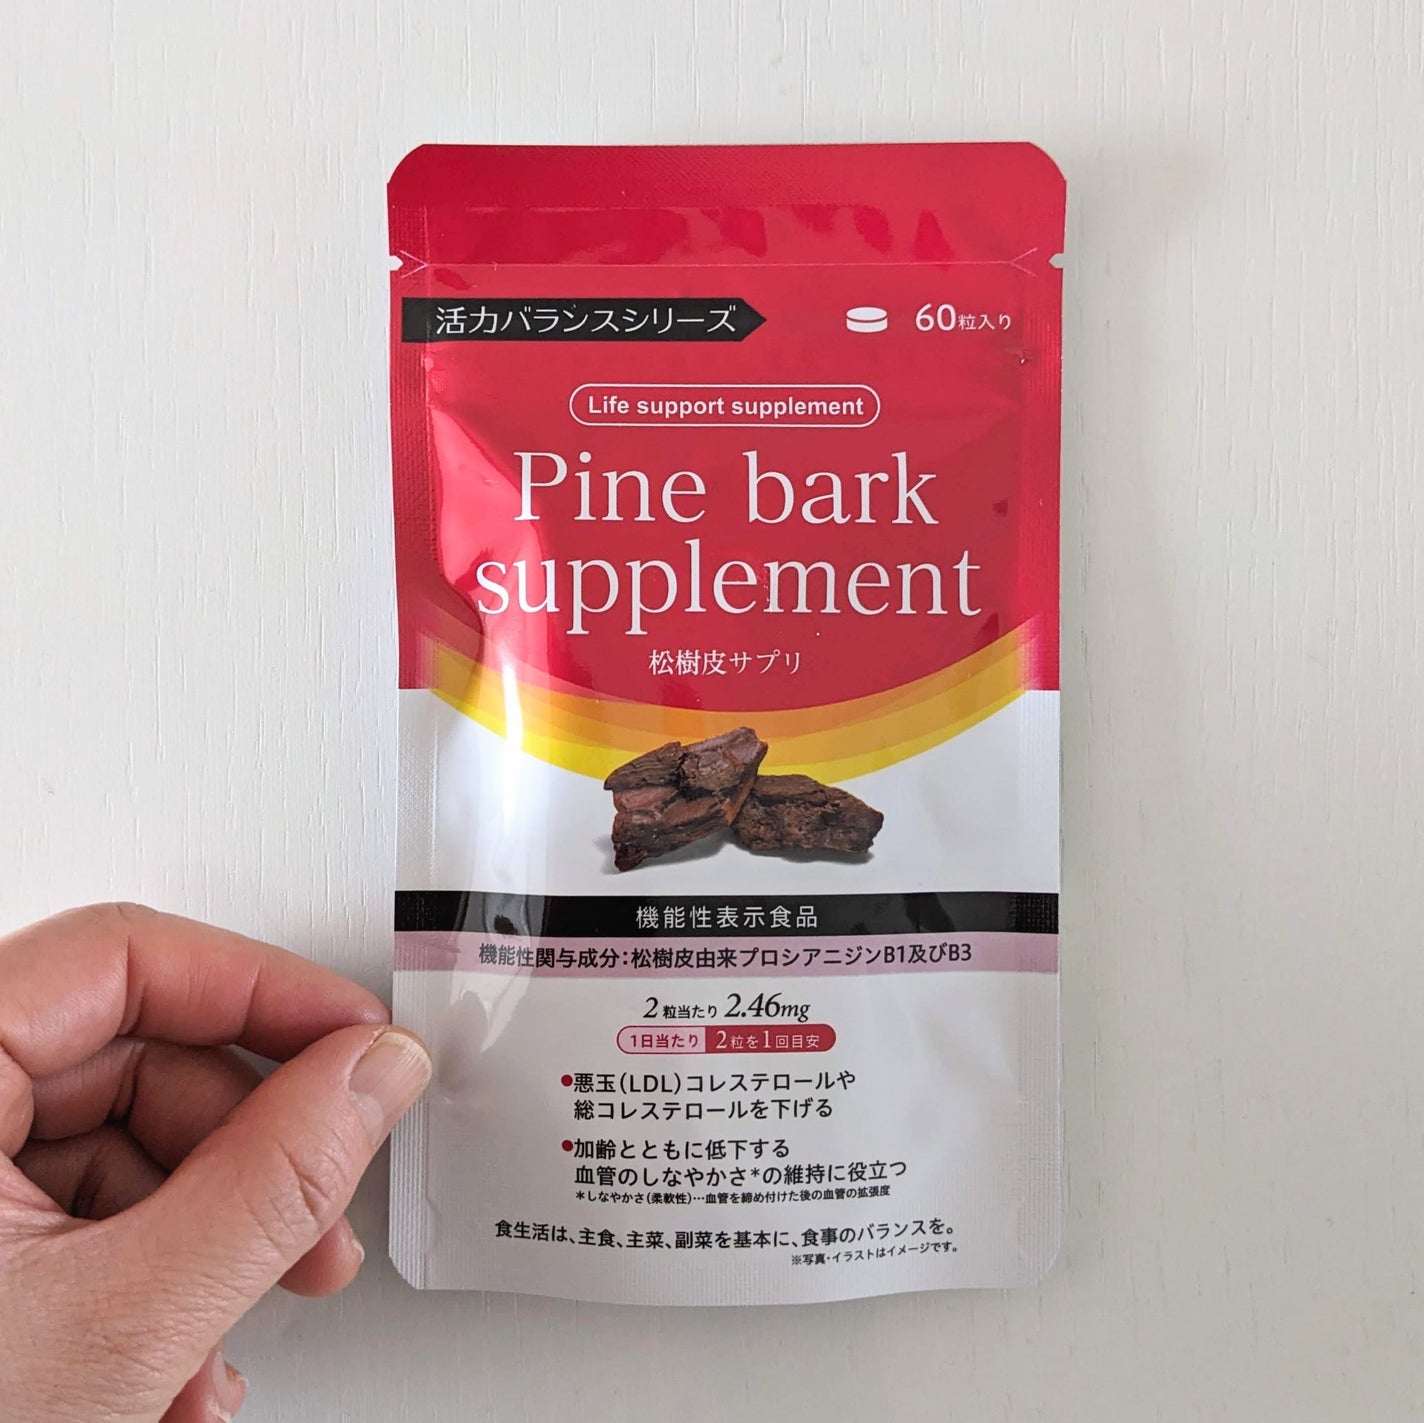 活力バランスシリーズ
60粒入り
Life support supplement
Pine bark
supplement
松樹皮サプリ
機能性表示食品
機能性関与成分:松樹皮由来プロシアニジンB1及びB3
2粒当たり 2.46mg
1日当たり 2粒を1回目安
●悪玉(LDL)コレステロールや
総コレステロールを下げる
●加齢とともに低下する
血管のしなやかさ*の維持に役立つ
*しなやかさ(柔軟性)…血管を締め付けた後の血管の拡張度
食生活は、主食、主菜、副菜を基本に、食事のバランスを。
※写真・イラストはイメージです。